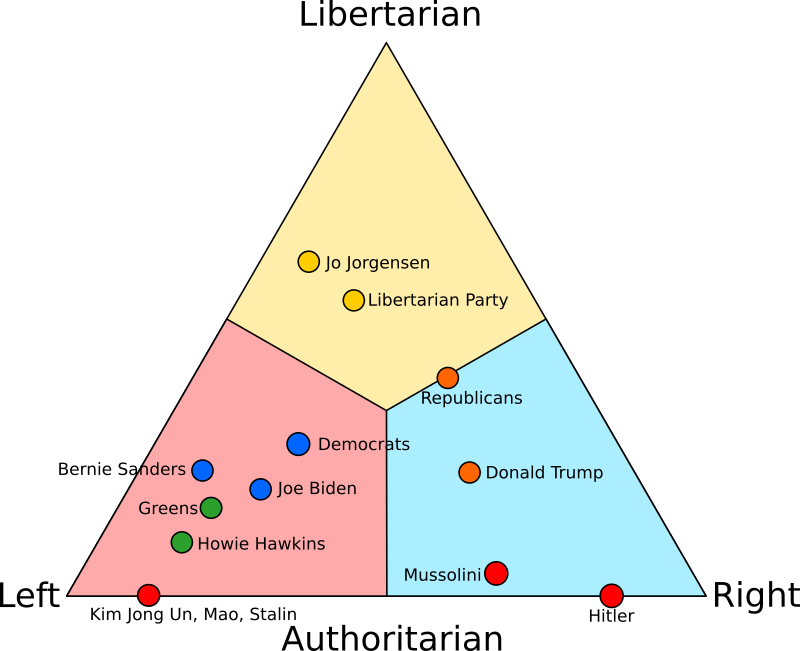 Libertarian
Jo Jorgensen
Libertarian Party
Republicans
Democrats
Bernie Sanders
Donald Trump
Joe Biden
Greens
Howie Hawkins
Mussolini
Left
Right
Kim Jong Un, Mao, Stalin
Hitler
Authoritarian